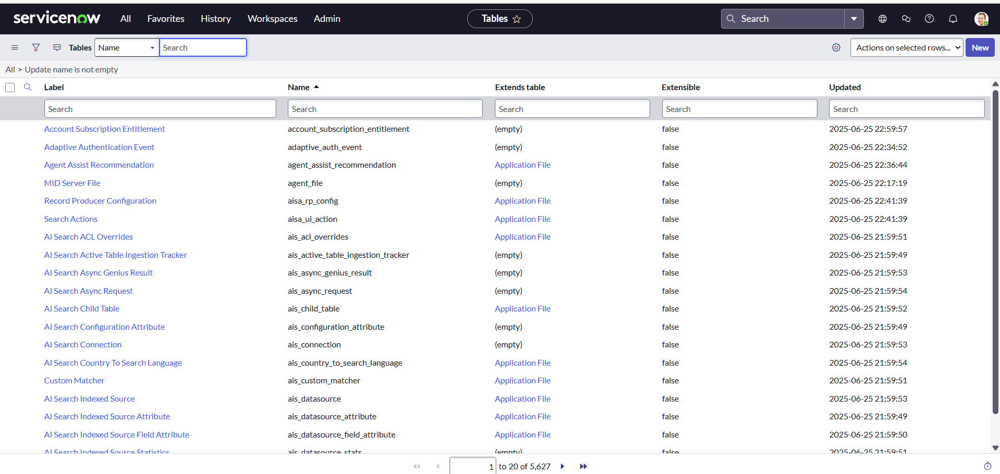 servicenow All Favorites History Workspaces Admin Tables Search
Tables Name Search Actions on selected rows... New
All > Update name is not empty
Label Name Extends table Extensible Updated
Search Search Search Search Search
Account Subscription Entitlement account_subscription_entitlement (empty) false 2025-06-25 22:59:57
Adaptive Authentication Event adaptive_auth_event (empty) false 2025-06-25 22:34:52
Agent Assist Recommendation agent_assist_recommendation Application File false 2025-06-25 22:36:44
MID Server File agent_file (empty) false 2025-06-25 22:17:19
Record Producer Configuration aisa_rp_config Application File false 2025-06-25 22:41:39
Search Actions aisa_ui_action Application File false 2025-06-25 22:41:39
AI Search ACL Overrides ais_acl_overrides Application File false 2025-06-25 21:59:51
AI Search Active Table Ingestion Tracker ais_active_table_ingestion_tracker (empty) false 2025-06-25 21:59:49
AI Search Async Genius Result ais_async_genius_result (empty) false 2025-06-25 21:59:53
AI Search Async Request ais_async_request (empty) false 2025-06-25 21:59:54
AI Search Child Table ais_child_table Application File false 2025-06-25 21:59:52
AI Search Configuration Attribute ais_configuration_attribute (empty) false 2025-06-25 21:59:49
AI Search Connection ais_connection (empty) false 2025-06-25 21:59:53
AI Search Country To Search Language ais_country_to_search_language Application File false 2025-06-25 21:59:54
Custom Matcher ais_custom_matcher Application File false 2025-06-25 21:59:51
AI Search Indexed Source ais_datasource Application File false 2025-06-25 21:59:53
AI Search Indexed Source Attribute ais_datasource_attribute Application File false 2025-06-25 21:59:49
AI Search Indexed Source Field Attribute ais_datasource_field_attribute Application File false 2025-06-25 21:59:50
AI Search Indexed Source Statistics ais_datasource_stats (empty) false 2025-06-25 21:59:51
1 to 20 of 5,627